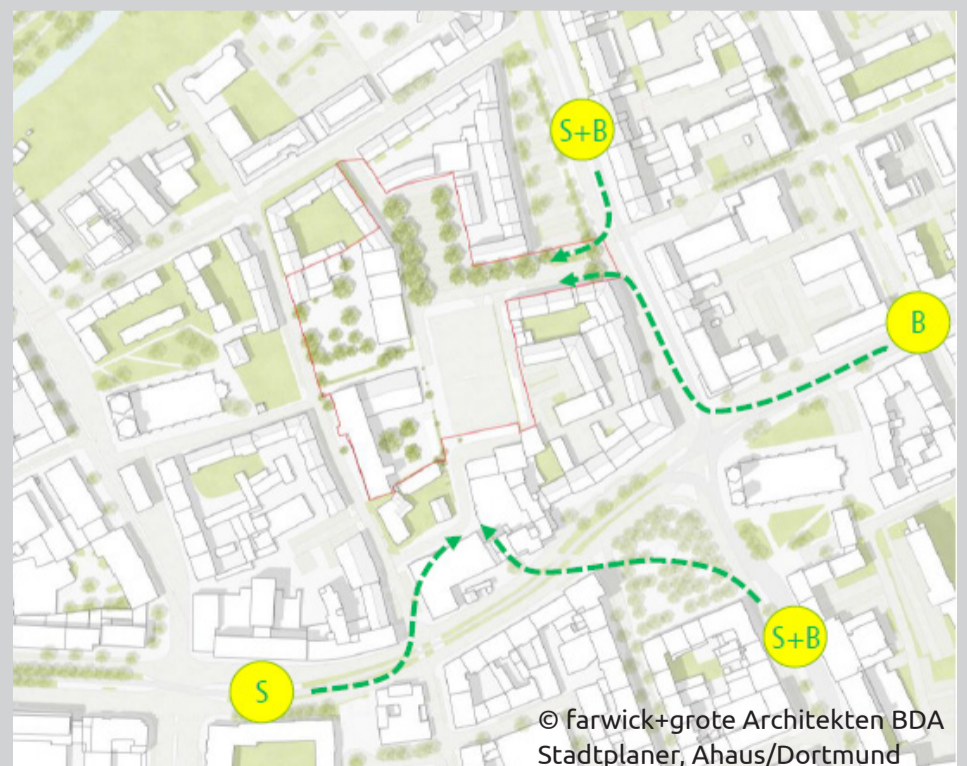 S+B
B
S+B
S
© farwick+grote Architekten BDA
Stadtplaner, Ahaus/Dortmund